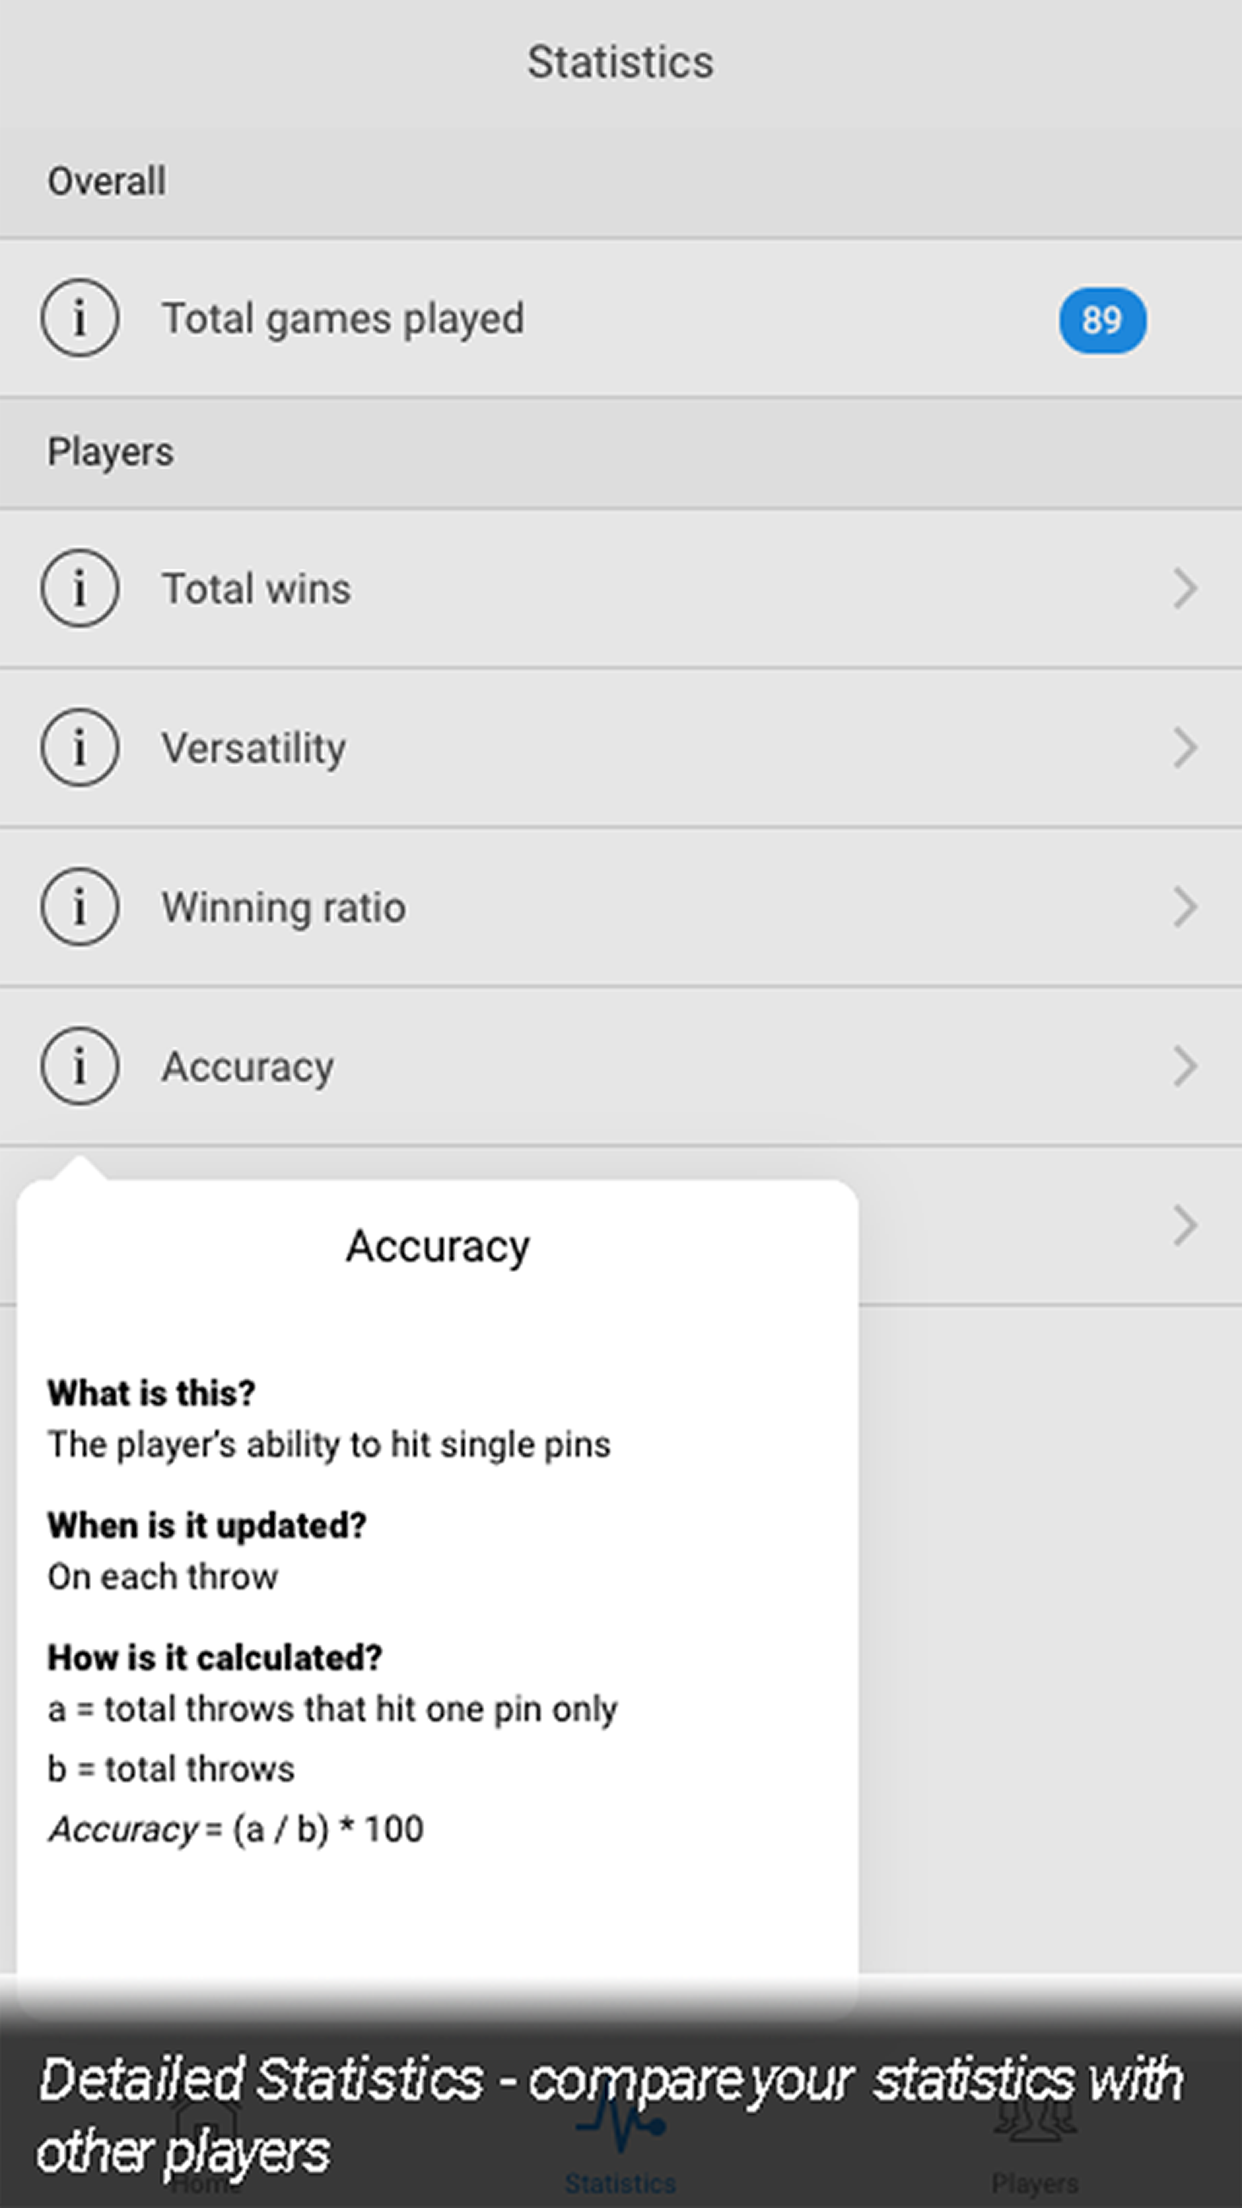 Statistics
Overall
i Total games played 89
Players
i Total wins
i Versatility
i Winning ratio
i Accuracy
Accuracy
What is this?
The player's ability to hit single pins
When is it updated?
On each throw
How is it calculated?
a = total throws that hit one pin only
b = total throws
Accuracy = (a / b) * 100
Detailed Statistics - compare your statistics with
other players
Home Statistics Players